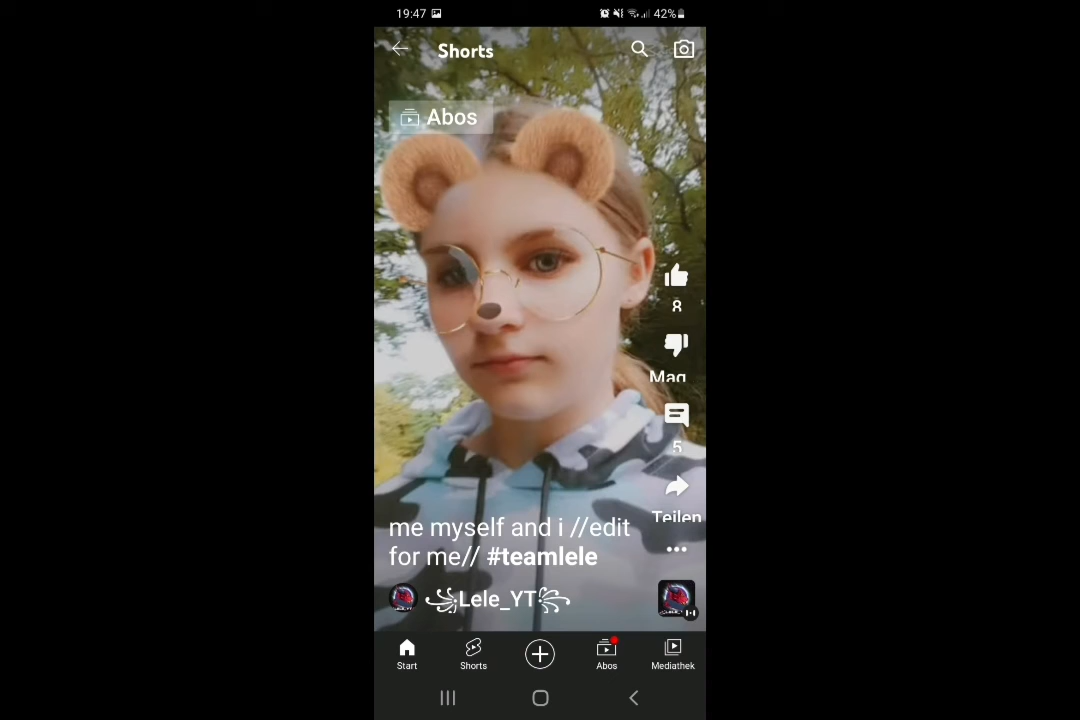 19:47
42%
Shorts
Abos
8
Mag
5
Teilen
me myself and i //edit
for me// #teamlele
꧁Lele_YT꧂
Start
Shorts
Abos
Mediathek